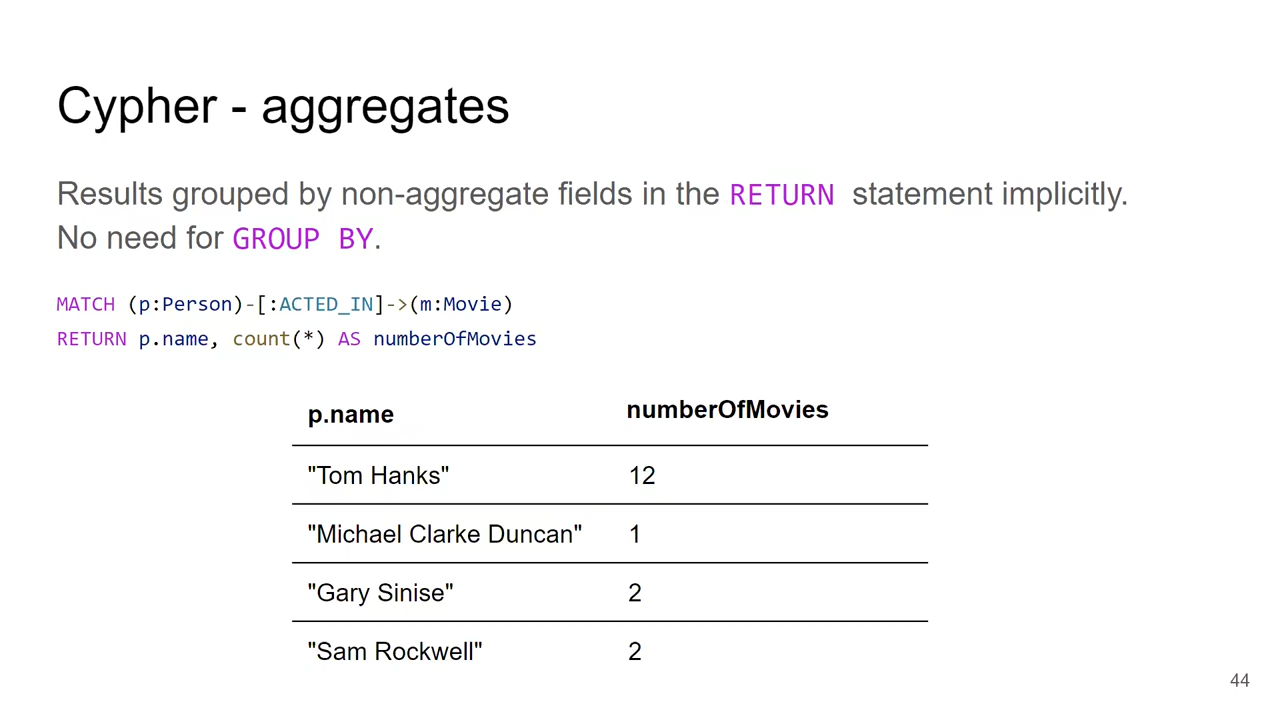 Cypher - aggregates
Results grouped by non-aggregate fields in the RETURN statement implicitly.
No need for GROUP BY.
MATCH (p:Person)-[:ACTED_IN]->(m:Movie)
RETURN p.name, count(*) AS numberOfMovies
p.name numberOfMovies
"Tom Hanks" 12
"Michael Clarke Duncan" 1
"Gary Sinise" 2
"Sam Rockwell" 2
44